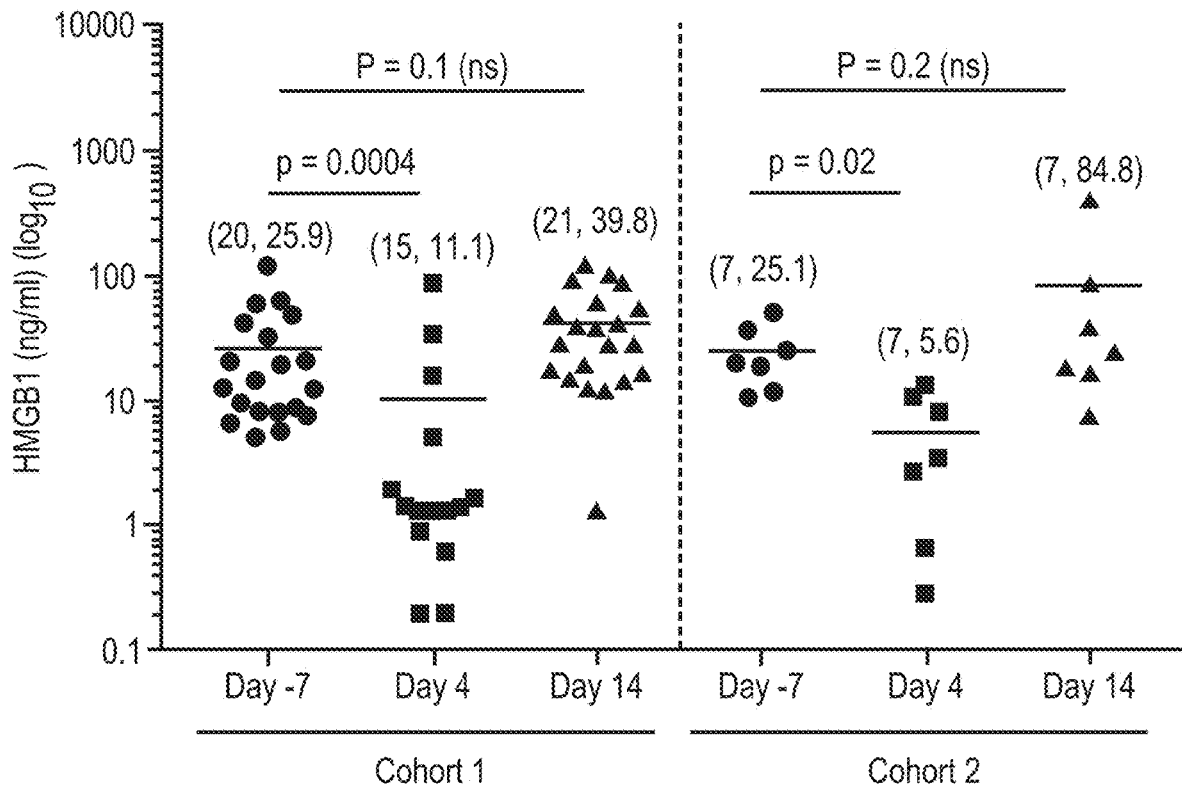 HMGB1 (ng/ml) (log10)
10000
1000
100
10
1
0.1
P = 0.1 (ns)
p = 0.0004
(20, 25.9)
(15, 11.1)
(21, 39.8)
P = 0.2 (ns)
p = 0.02
(7, 25.1)
(7, 5.6)
(7, 84.8)
Day -7
Day 4
Day 14
Day -7
Day 4
Day 14
Cohort 1
Cohort 2